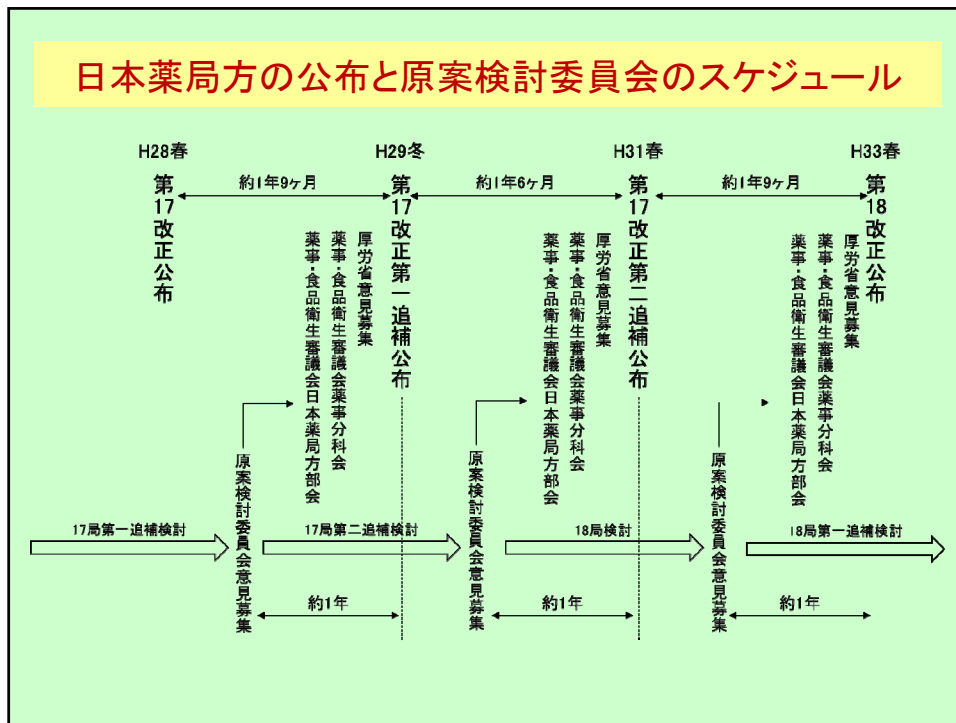 日本薬局方の公布と原案検討委員会のスケジュール
H28春
H29冬
H31春
H33春
約1年9ヶ月
約1年6ヶ月
約1年9ヶ月
第17改正公布
第17改正第一追補公布
第17改正第二追補公布
第18改正公布
厚労省意見募集
薬事・食品衛生審議会薬事分科会
薬事・食品衛生審議会日本薬局方部会
厚労省意見募集
薬事・食品衛生審議会薬事分科会
薬事・食品衛生審議会日本薬局方部会
厚労省意見募集
薬事・食品衛生審議会薬事分科会
薬事・食品衛生審議会日本薬局方部会
原案検討委員会意見募集
原案検討委員会意見募集
原案検討委員会意見募集
17局第一追補検討
17局第二追補検討
18局検討
18局第一追補検討
約1年
約1年
約1年